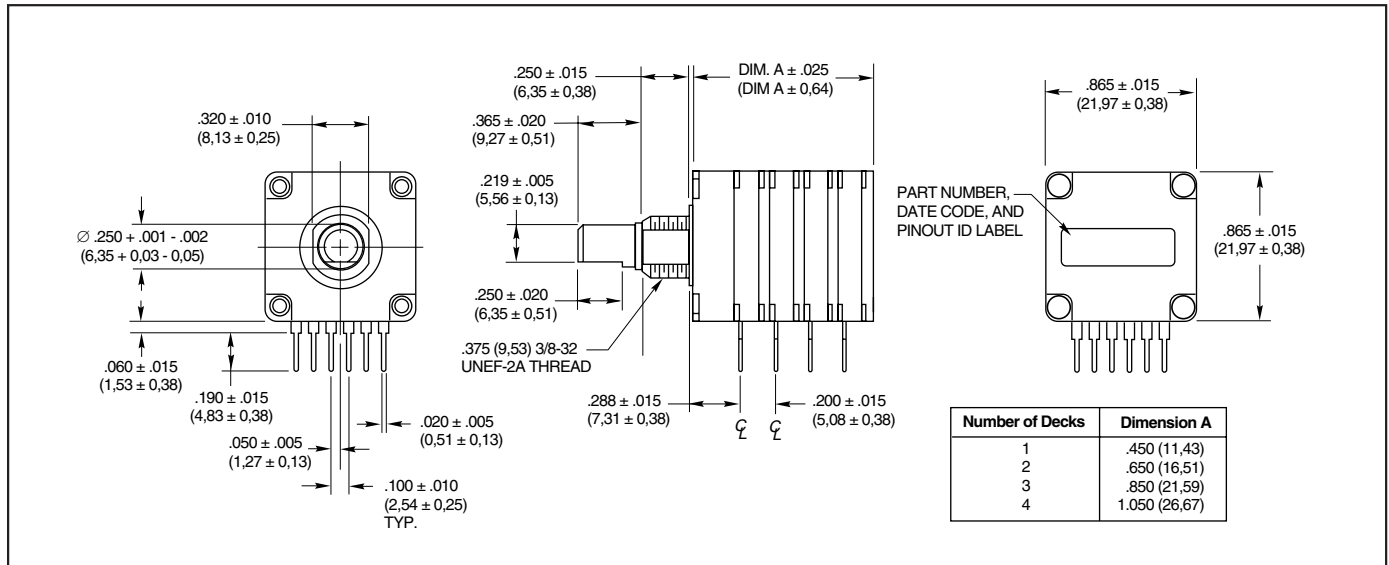 .320 ± .010
(8,13 ± 0,25)
∅ .250 + .001 - .002
(6,35 + 0,03 - 0,05)
.060 ± .015
(1,53 ± 0,38)
.190 ± .015
(4,83 ± 0,38)
.050 ± .005
(1,27 ± 0,13)
.020 ± .005
(0,51 ± 0,13)
.100 ± .010
(2,54 ± 0,25)
TYP.
.250 ± .015
(6,35 ± 0,38)
DIM. A ± .025
(DIM A ± 0,64)
.365 ± .020
(9,27 ± 0,51)
.219 ± .005
(5,56 ± 0,13)
.250 ± .020
(6,35 ± 0,51)
.375 (9,53) 3/8-32
UNEF-2A THREAD
.288 ± .015
(7,31 ± 0,38)
℄ ℄
.200 ± .015
(5,08 ± 0,38)
.865 ± .015
(21,97 ± 0,38)
PART NUMBER,
DATE CODE, AND
PINOUT ID LABEL
.865 ± .015
(21,97 ± 0,38)
Number of Decks Dimension A
1 .450 (11,43)
2 .650 (16,51)
3 .850 (21,59)
4 1.050 (26,67)